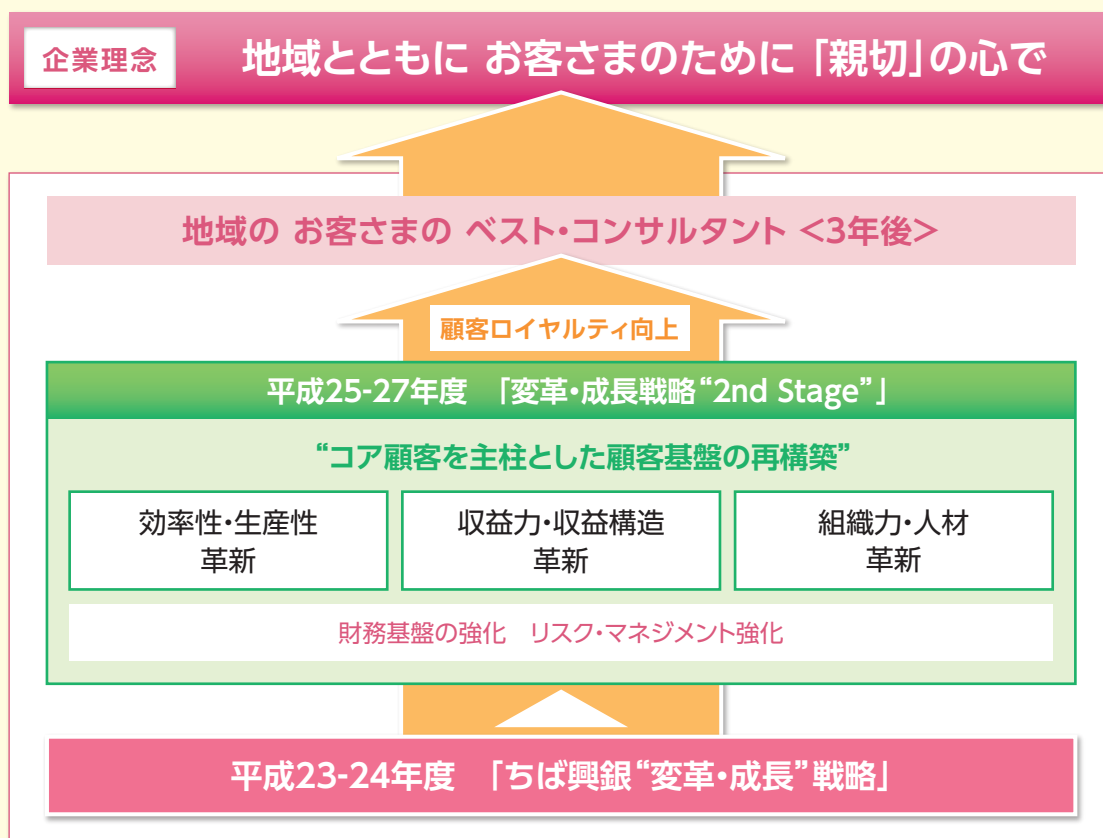 企業理念
地域とともに お客さまのために「親切」の心で
地域の お客さまの ベスト・コンサルタント <3年後>
顧客ロイヤルティ向上
平成25-27年度 「変革・成長戦略“2nd Stage”」
“コア顧客を主柱とした顧客基盤の再構築”
効率性・生産性
革新
収益力・収益構造
革新
組織力・人材
革新
財務基盤の強化 リスク・マネジメント強化
平成23-24年度 「ちば興銀“変革・成長”戦略」